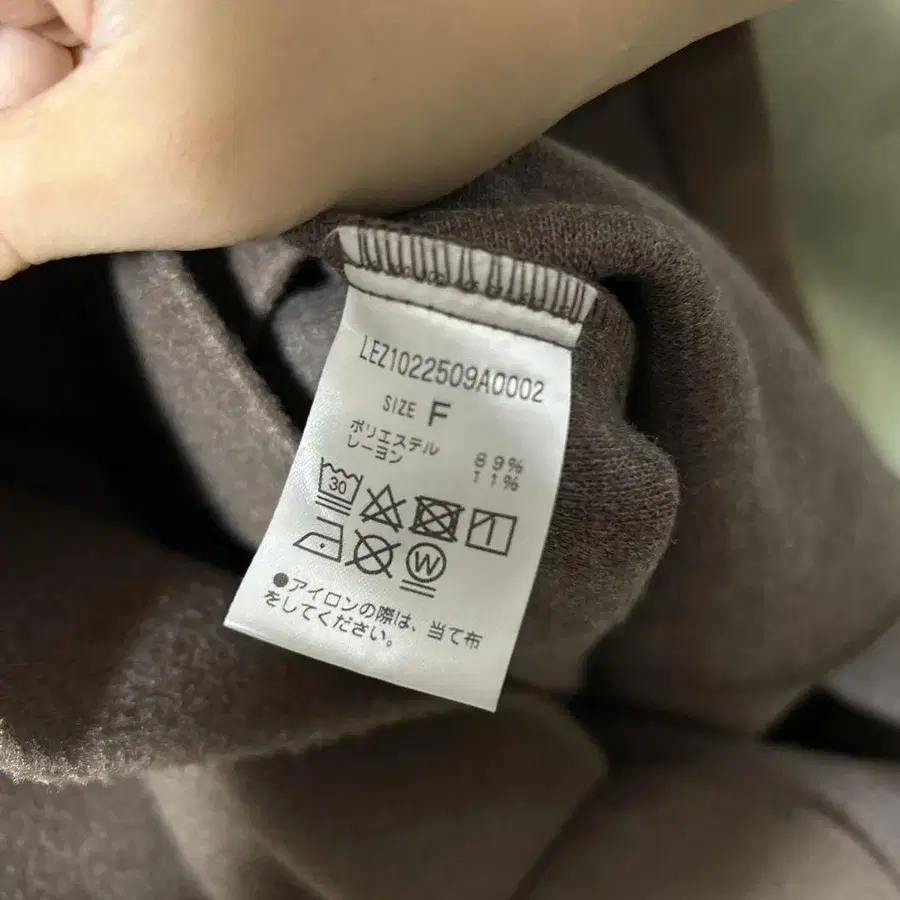 LEZ1022509A0002
SIZE F
ポリエステル 89%
レーヨン 11%
30
W
●アイロンの際は、当て布
をしてください。